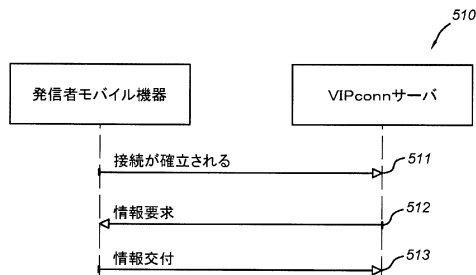 510
発信者モバイル機器
VIPconnサーバ
接続が確立される
511
情報要求
512
情報交付
513